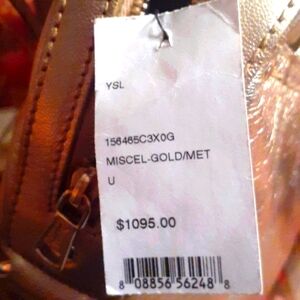 YSL
156465C3X0G
MISCEL-GOLD/MET
U
$1095.00
8 08856 56248 8